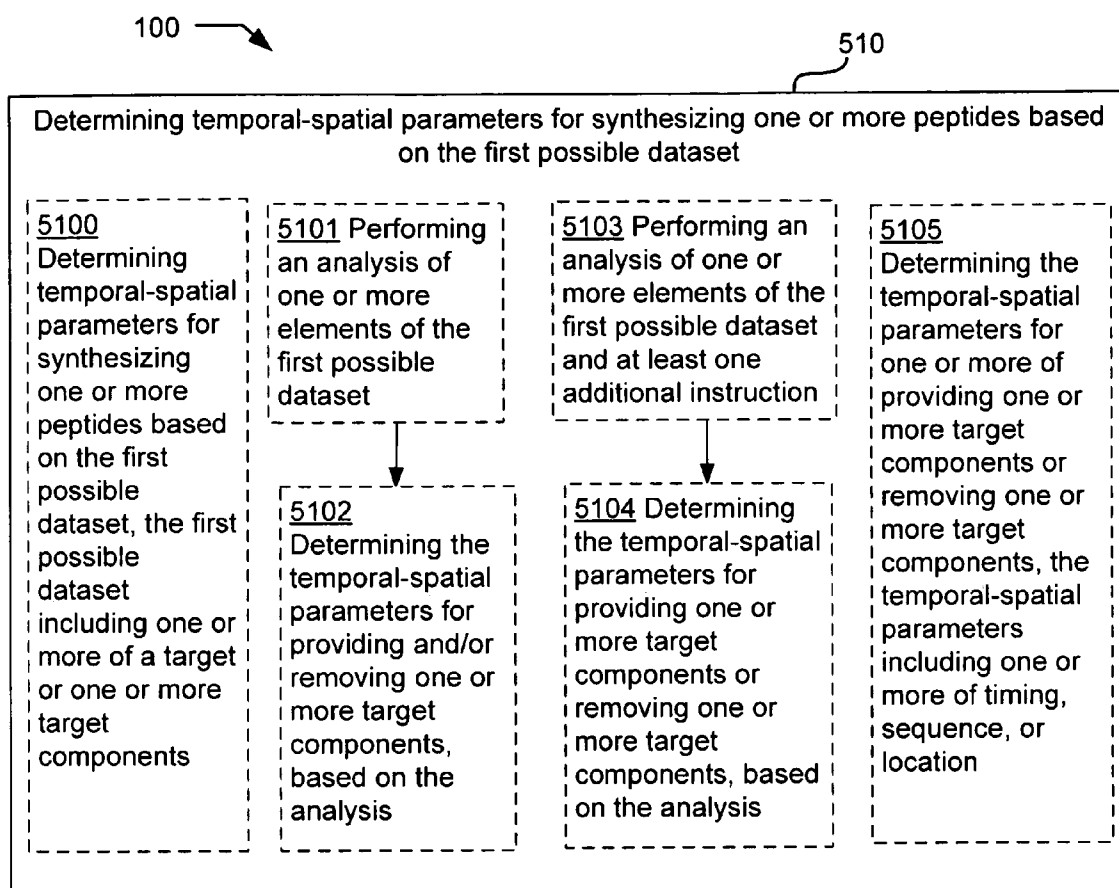 100
510
Determining temporal-spatial parameters for synthesizing one or more peptides based
on the first possible dataset
5100
Determining
temporal-spatial
parameters for
synthesizing
one or more
peptides based
on the first
possible
dataset, the first
possible
dataset
including one or
more of a target
or one or more
target
components
5101 Performing
an analysis of
one or more
elements of the
first possible
dataset
5102
Determining the
temporal-spatial
parameters for
providing and/or
removing one or
more target
components,
based on the
analysis
5103 Performing an
analysis of one or
more elements of the
first possible dataset
and at least one
additional instruction
5104 Determining
the temporal-spatial
parameters for
providing one or
more target
components or
removing one or
more target
components, based
on the analysis
5105
Determining the
temporal-spatial
parameters for
one or more of
providing one or
more target
components or
removing one or
more target
components, the
temporal-spatial
parameters
including one or
more of timing,
sequence, or
location